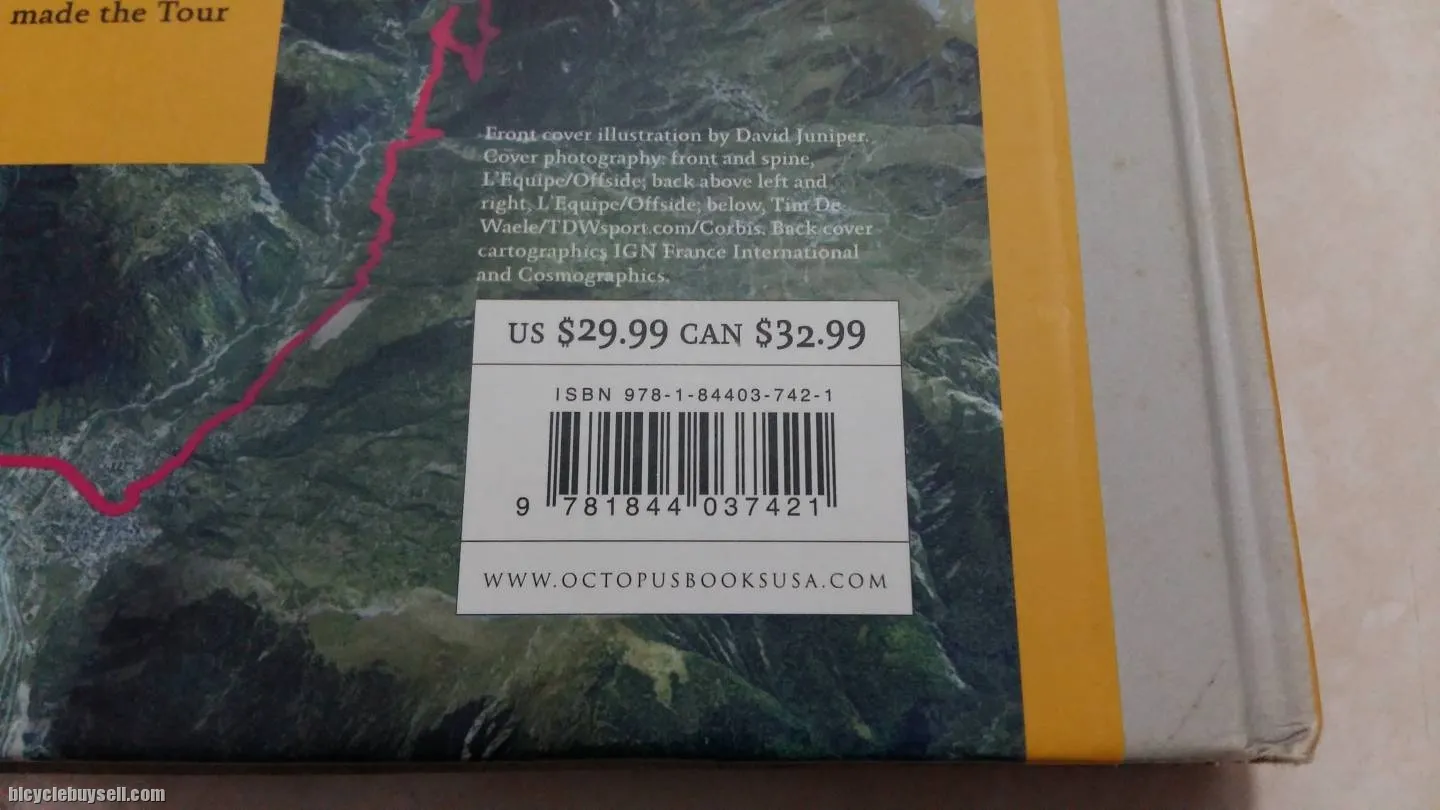 made the Tour
Front cover illustration by David Juniper.
Cover photography: front and spine,
L'Equipe/Offside; back above left and
right, L'Equipe/Offside; below, Tim De
Waele/TDWsport.com/Corbis. Back cover
cartographics IGN France International
and Cosmographics.
US $29.99 CAN $32.99
ISBN 978-1-84403-742-1
9 781844 037421
WWW.OCTOPUSBOOKSUSA.COM
bicyclebuysell.com